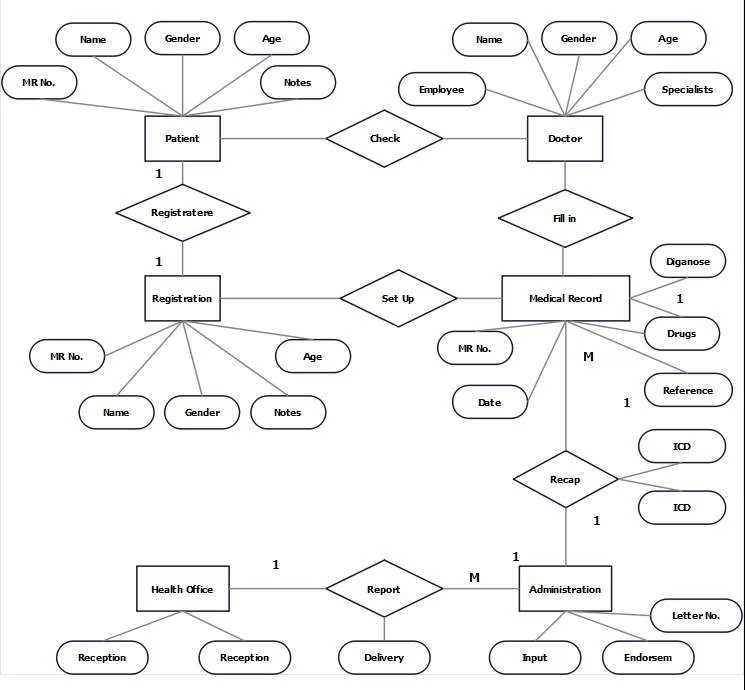 Name
Gender
Age
MR No.
Notes
Name
Gender
Age
Employee
Specialists
Patient
Check
Doctor
1
Registratere
Fill in
1
Registration
Set Up
Medical Record
Diganose
1
Drugs
MR No.
Age
Name
Gender
Notes
MR No.
M
Date
Reference
1
ICD
Recap
ICD
1
1
1
M
Health Office
Report
Administration
Letter No.
Reception
Reception
Delivery
Input
Endorsem